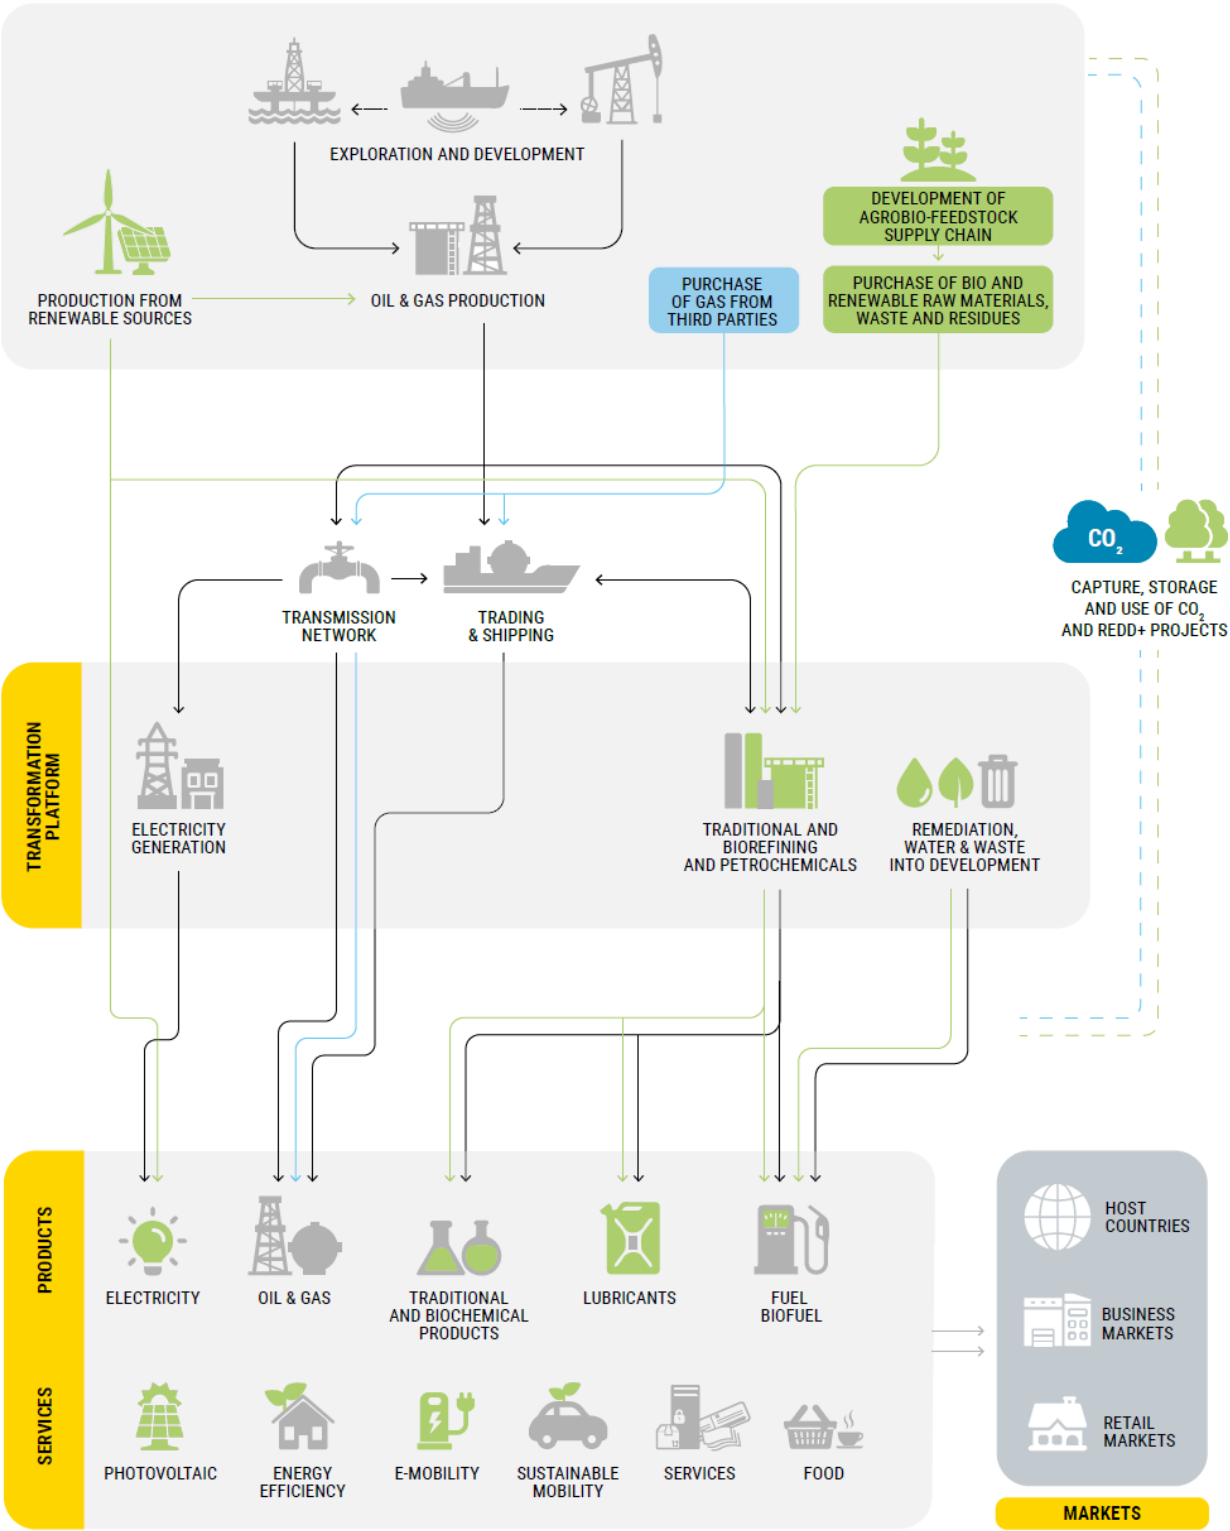 EXPLORATION AND DEVELOPMENT
DEVELOPMENT OF
AGROBIO-FEEDSTOCK
SUPPLY CHAIN
PRODUCTION FROM
RENEWABLE SOURCES
OIL & GAS PRODUCTION
PURCHASE
OF GAS FROM
THIRD PARTIES
PURCHASE OF BIO AND
RENEWABLE RAW MATERIALS,
WASTE AND RESIDUES
CO2
CAPTURE, STORAGE
AND USE OF CO2
AND REDD+ PROJECTS
TRANSMISSION
NETWORK
TRADING
& SHIPPING
TRANSFORMATION
PLATFORM
ELECTRICITY
GENERATION
TRADITIONAL AND
BIOREFINING
AND PETROCHEMICALS
REMEDIATION,
WATER & WASTE
INTO DEVELOPMENT
PRODUCTS
ELECTRICITY
OIL & GAS
TRADITIONAL
AND BIOCHEMICAL
PRODUCTS
LUBRICANTS
FUEL
BIOFUEL
SERVICES
PHOTOVOLTAIC
ENERGY
EFFICIENCY
E-MOBILITY
SUSTAINABLE
MOBILITY
SERVICES
FOOD
HOST
COUNTRIES
BUSINESS
MARKETS
RETAIL
MARKETS
MARKETS